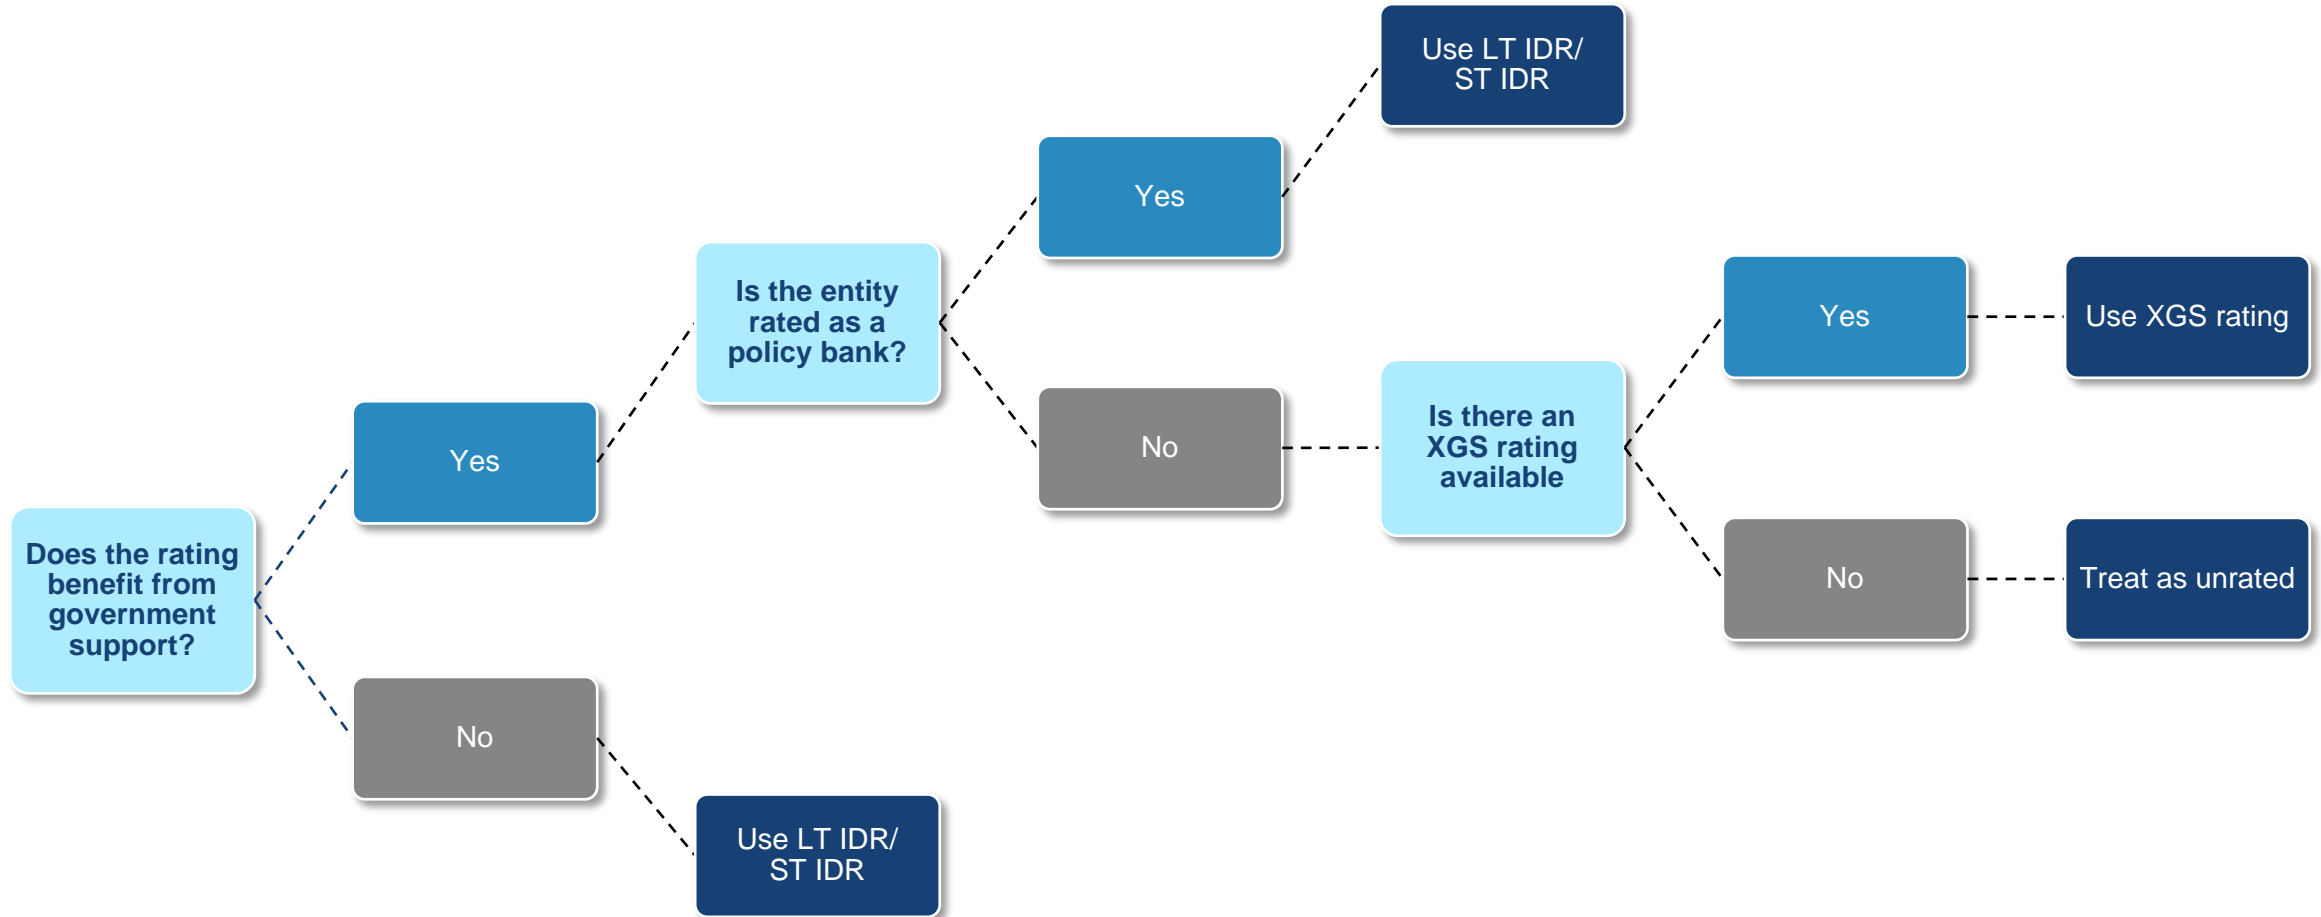 Does the rating
benefit from
government
support?
Yes
No
Use LT IDR/
ST IDR
Is the entity
rated as a
policy bank?
Yes
Use LT IDR/
ST IDR
No
Is there an
XGS rating
available
Yes
Use XGS rating
No
Treat as unrated